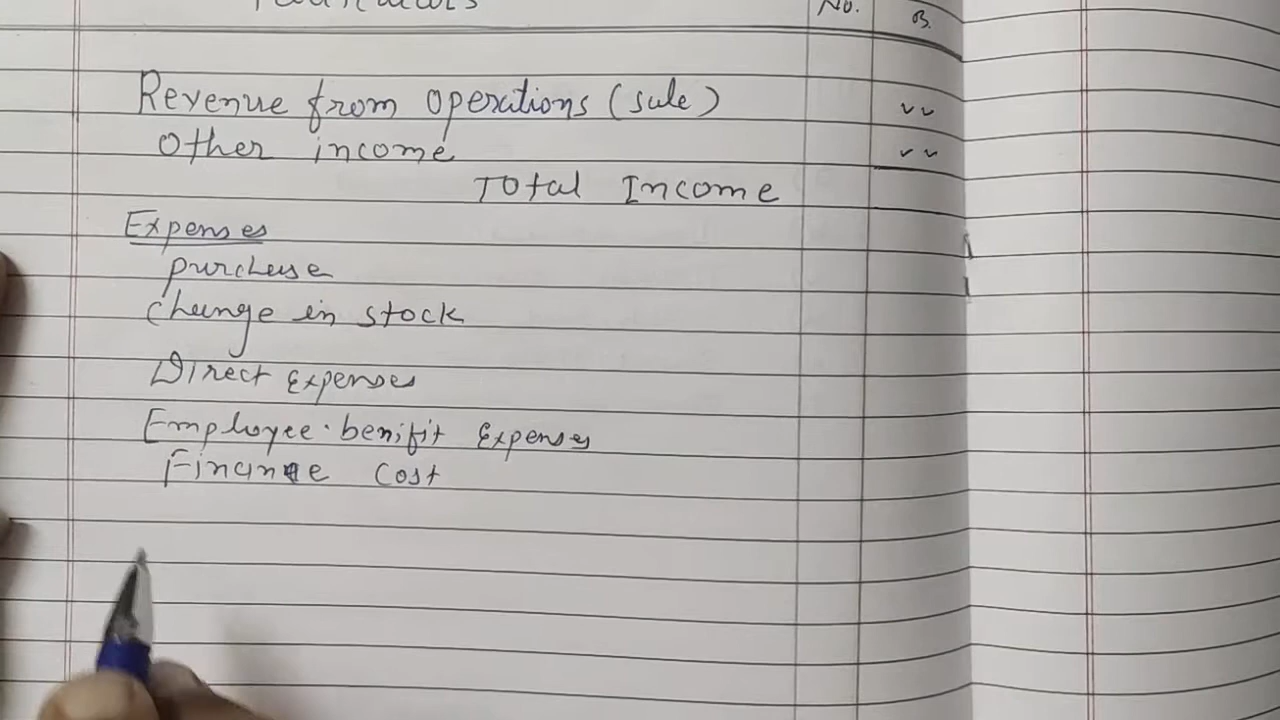 Particulars No. B.
Revenue from operations (sale)
Other income
Total Income
Expenses
purchase
Change in stock
Direct Expenses
Employee benifit Expenses
Finance Cost